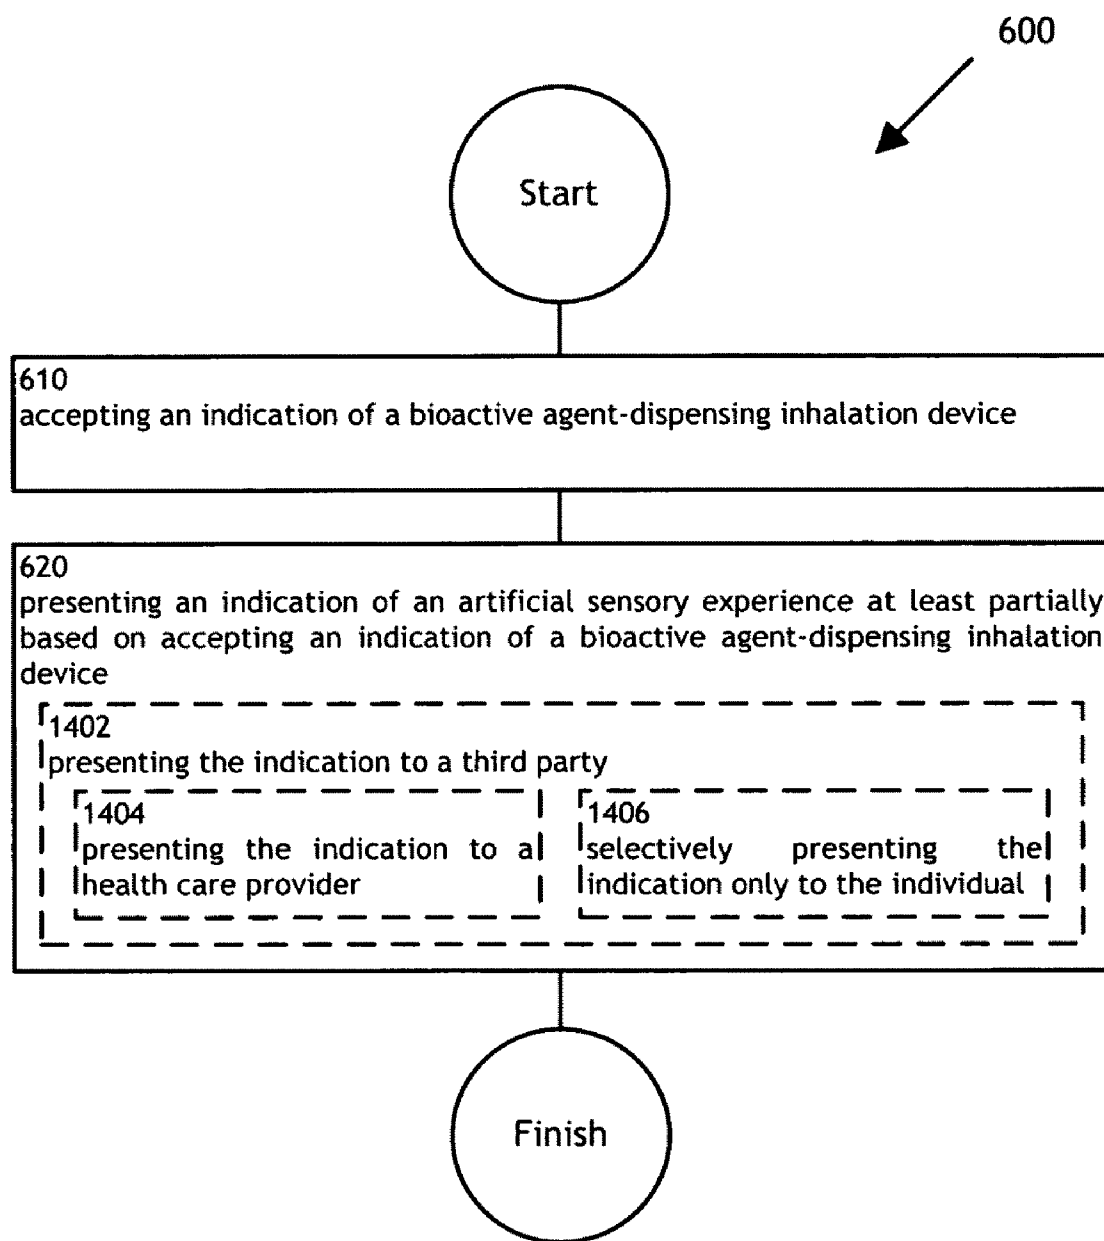 600
Start
610
accepting an indication of a bioactive agent-dispensing inhalation device
620
presenting an indication of an artificial sensory experience at least partially
based on accepting an indication of a bioactive agent-dispensing inhalation
device
1402
presenting the indication to a third party
1404
presenting the indication to a
health care provider
1406
selectively presenting the
indication only to the individual
Finish